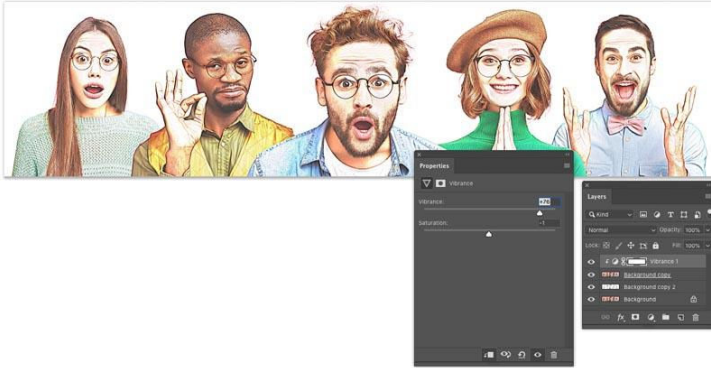 Properties
Vibrance
Vibrance:
+76
Saturation:
-1
Layers
Kind
Normal
Opacity: 100%
Lock:
Fill: 100%
Vibrance 1
Background copy
Background copy 2
Background
fx